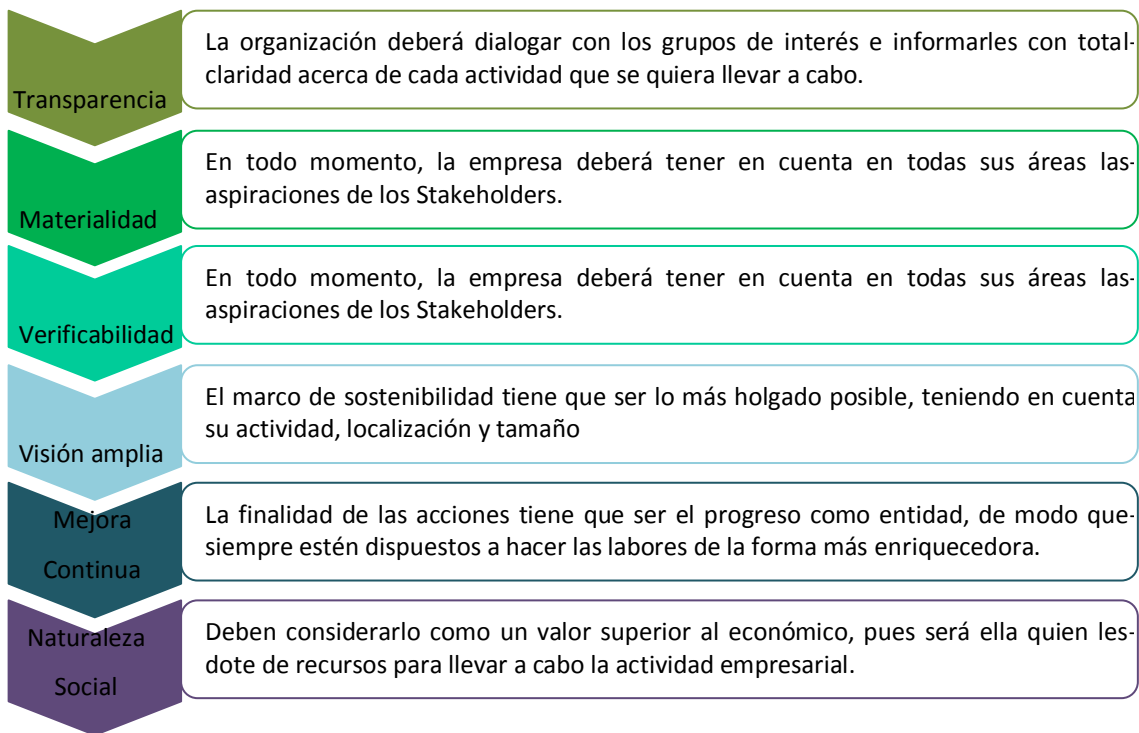 Transparencia
La organización deberá dialogar con los grupos de interés e informarles con total-
claridad acerca de cada actividad que se quiera llevar a cabo.
Materialidad
En todo momento, la empresa deberá tener en cuenta en todas sus áreas las-
aspiraciones de los Stakeholders.
Verificabilidad
En todo momento, la empresa deberá tener en cuenta en todas sus áreas las-
aspiraciones de los Stakeholders.
Visión amplia
El marco de sostenibilidad tiene que ser lo más holgado posible, teniendo en cuenta
su actividad, localización y tamaño
Mejora
Continua
La finalidad de las acciones tiene que ser el progreso como entidad, de modo que-
siempre estén dispuestos a hacer las labores de la forma más enriquecedora.
Naturaleza
Social
Deben considerarlo como un valor superior al económico, pues será ella quien les-
dote de recursos para llevar a cabo la actividad empresarial.